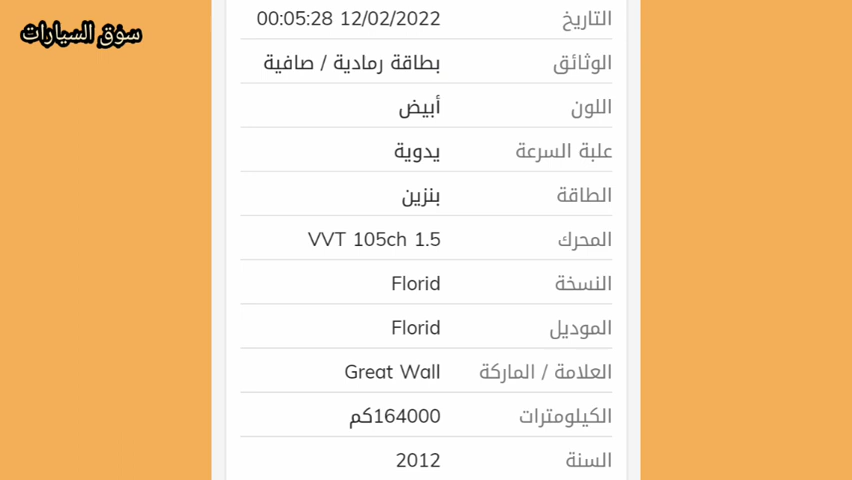 سوق السيارات
التاريخ 12/02/2022 00:05:28
الوثائق بطاقة رمادية / صافية
اللون أبيض
علبة السرعة يدوية
الطاقة بنزين
المحرك 1.5 VVT 105ch
النسخة Florid
الموديل Florid
العلامة / الماركة Great Wall
الكيلومترات 164000كم
السنة 2012